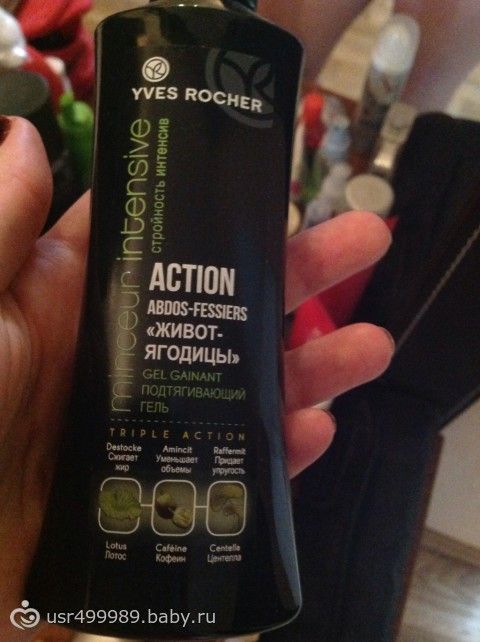 YVES ROCHER
minceur intensive
стройность интенсив
ACTION
ABDOS-FESSIERS
«ЖИВОТ-
ЯГОДИЦЫ»
GEL GAINANT
ПОДТЯГИВАЮЩИЙ
ГЕЛЬ
TRIPLE ACTION
Destocke Amincit Raffermit
Сжигает Уменьшает Придает
жир объемы упругость
Lotus Caféine Centella
Лотос Кофеин Центелла
usr499989.baby.ru